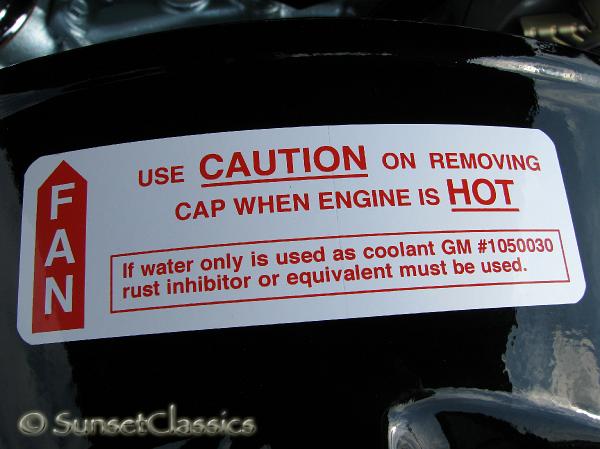 FAN
USE CAUTION ON REMOVING
CAP WHEN ENGINE IS HOT
If water only is used as coolant GM #1050030
rust inhibitor or equivalent must be used.
© SunsetClassics